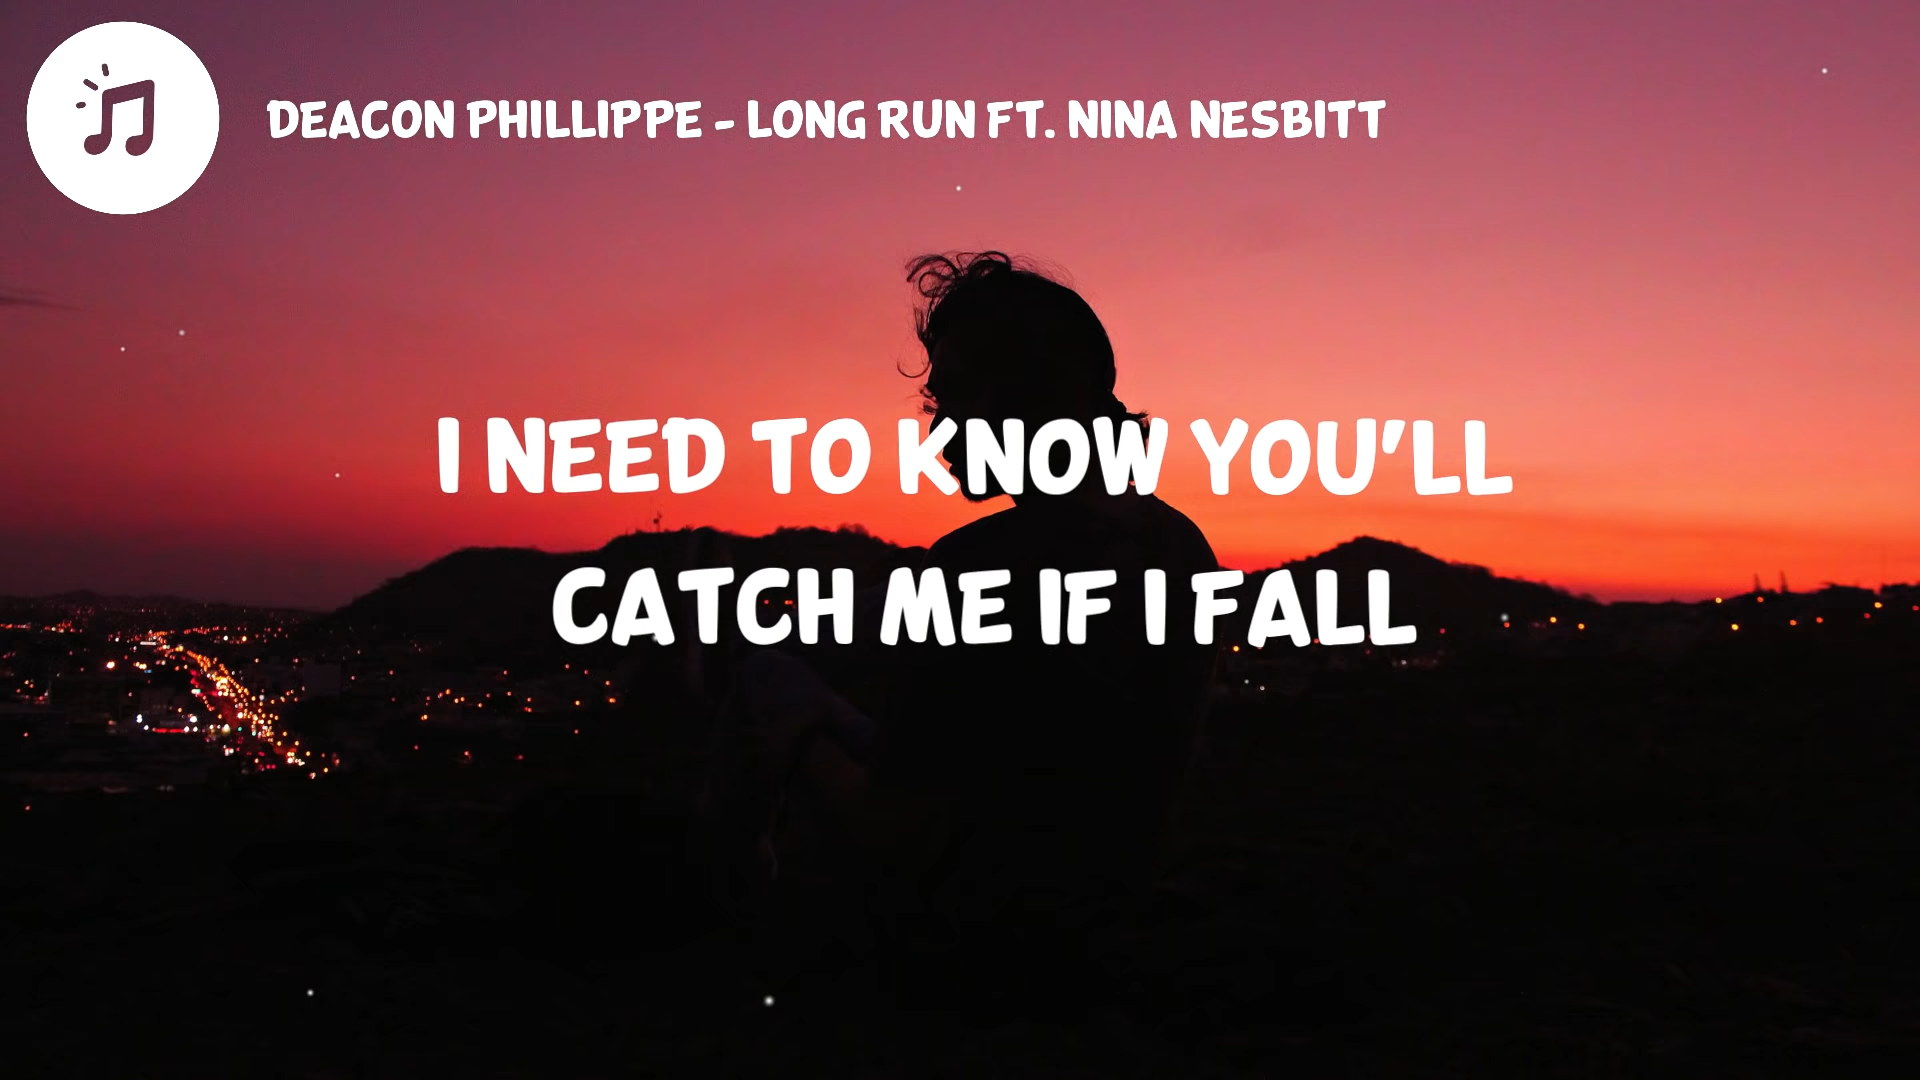 DEACON PHILLIPPE - LONG RUN FT. NINA NESBITT
I NEED TO KNOW YOU'LL
CATCH ME IF I FALL